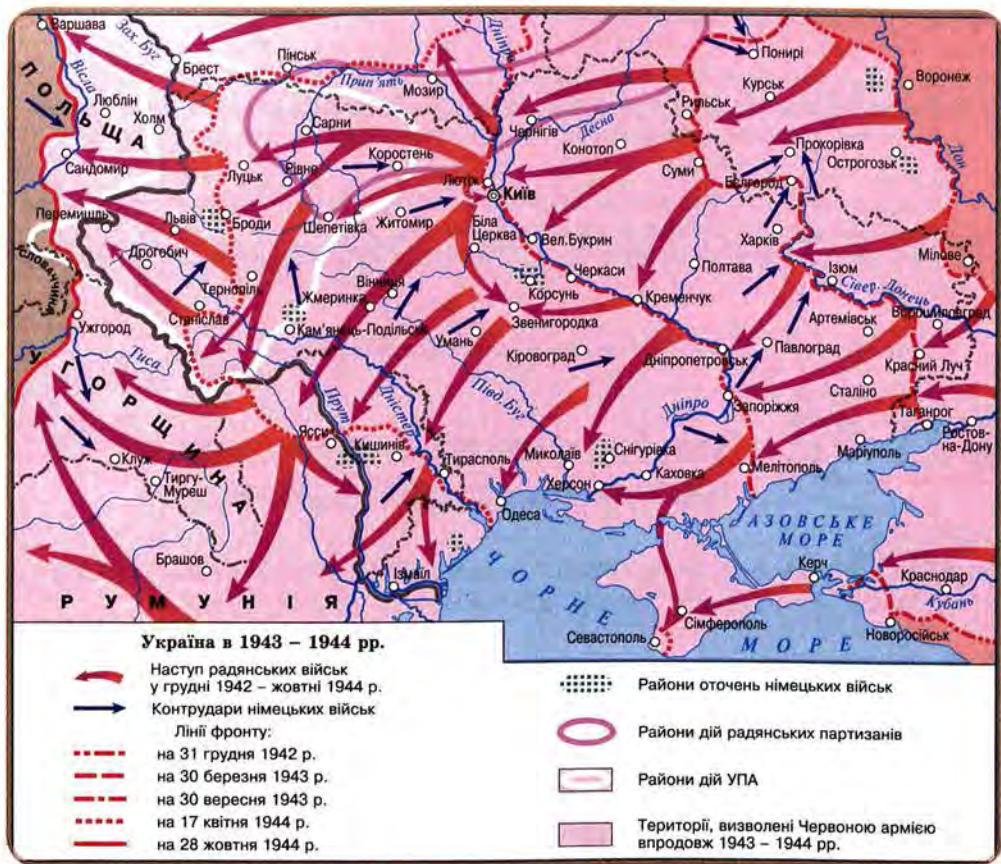 Варшава
Зах. Буг
Брест
Пінськ
Прип'ять
Мозир
Дніпро
Понирі
Курськ
Воронеж
Вісла
ПОЛЬЩА
Люблін
Холм
Сарни
Чернігів
Десна
Рильськ
Конотоп
Прохорівка
Острогозьк
Дон
Сандомир
Луцьк
Рівне
Коростень
Лютіж
Київ
Суми
Бєлгород
Перемишль
Львів
Броди
Шепетівка
Житомир
Біла
Церква
Вел.Букрин
Харків
Мілове
Дрогобич
Тернопіль
Вінниця
Черкаси
Полтава
Ізюм
Сівер. Донець
СЛОВАЧЧИНА
Станіслав
Жмеринка
Корсунь
Кременчук
Ворошиловград
Ужгород
Кам'янець-Подільськ
Звенигородка
Умань
Артемівськ
Тиса
Кіровоград
Дніпропетровськ
Павлоград
Красний Луч
УГОРЩИНА
Прут
Дністер
Півд. Буг
Дніпро
Запоріжжя
Сталіно
Таганрог
Ростов-
на-Дону
Ясси
Кишинів
Миколаїв
Снігурівка
Маріуполь
Клуж
Тиргу-
Муреш
Тирасполь
Херсон
Каховка
Мелітополь
Одеса
АЗОВСЬКЕ
МОРЕ
Брашов
Ізмаїл
Керч
Краснодар
Кубань
РУМУНІЯ
ЧОРНЕ
МОРЕ
Сімферополь
Севастополь
Новоросійськ
Україна в 1943 – 1944 рр.
Наступ радянських військ
у грудні 1942 – жовтні 1944 р.
Контрудари німецьких військ
Лінії фронту:
на 31 грудня 1942 р.
на 30 березня 1943 р.
на 30 вересня 1943 р.
на 17 квітня 1944 р.
на 28 жовтня 1944 р.
Райони оточень німецьких військ
Райони дій радянських партизанів
Райони дій УПА
Території, визволені Червоною армією
впродовж 1943 – 1944 рр.